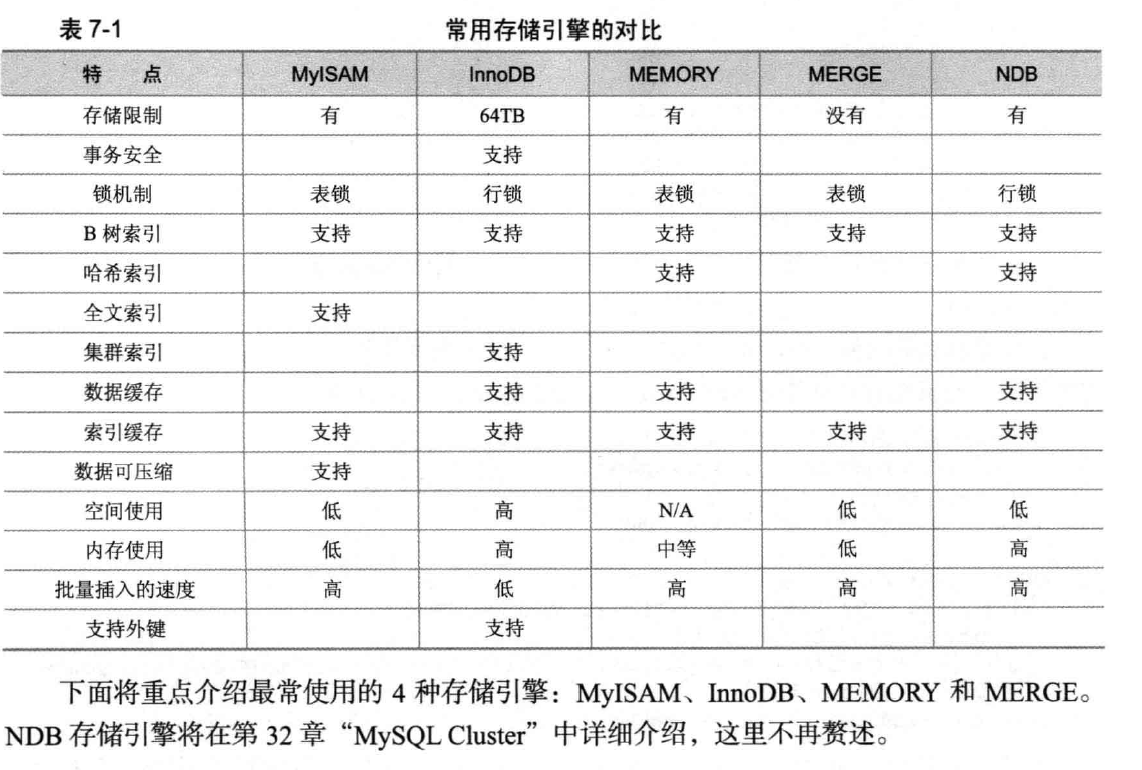 表 7-1 常用存储引擎的对比
特 点 MyISAM InnoDB MEMORY MERGE NDB
存储限制 有 64TB 有 没有 有
事务安全 支持
锁机制 表锁 行锁 表锁 表锁 行锁
B 树索引 支持 支持 支持 支持 支持
哈希索引 支持 支持
全文索引 支持
集群索引 支持
数据缓存 支持 支持 支持
索引缓存 支持 支持 支持 支持 支持
数据可压缩 支持
空间使用 低 高 N/A 低 低
内存使用 低 高 中等 低 高
批量插入的速度 高 低 高 高 高
支持外键 支持
下面将重点介绍最常使用的 4 种存储引擎：MyISAM、InnoDB、MEMORY 和 MERGE。
NDB 存储引擎将在第 32 章“MySQL Cluster”中详细介绍，这里不再赘述。